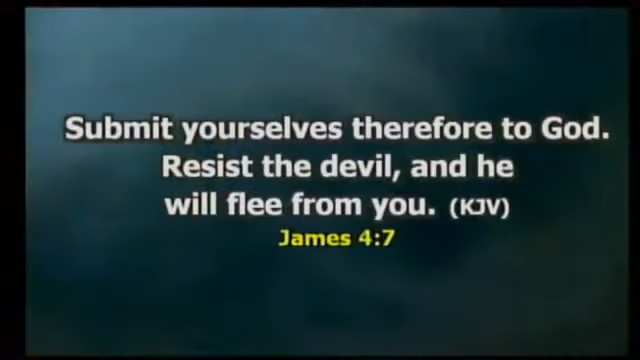 Submit yourselves therefore to God.
Resist the devil, and he
will flee from you. (KJV)
James 4:7